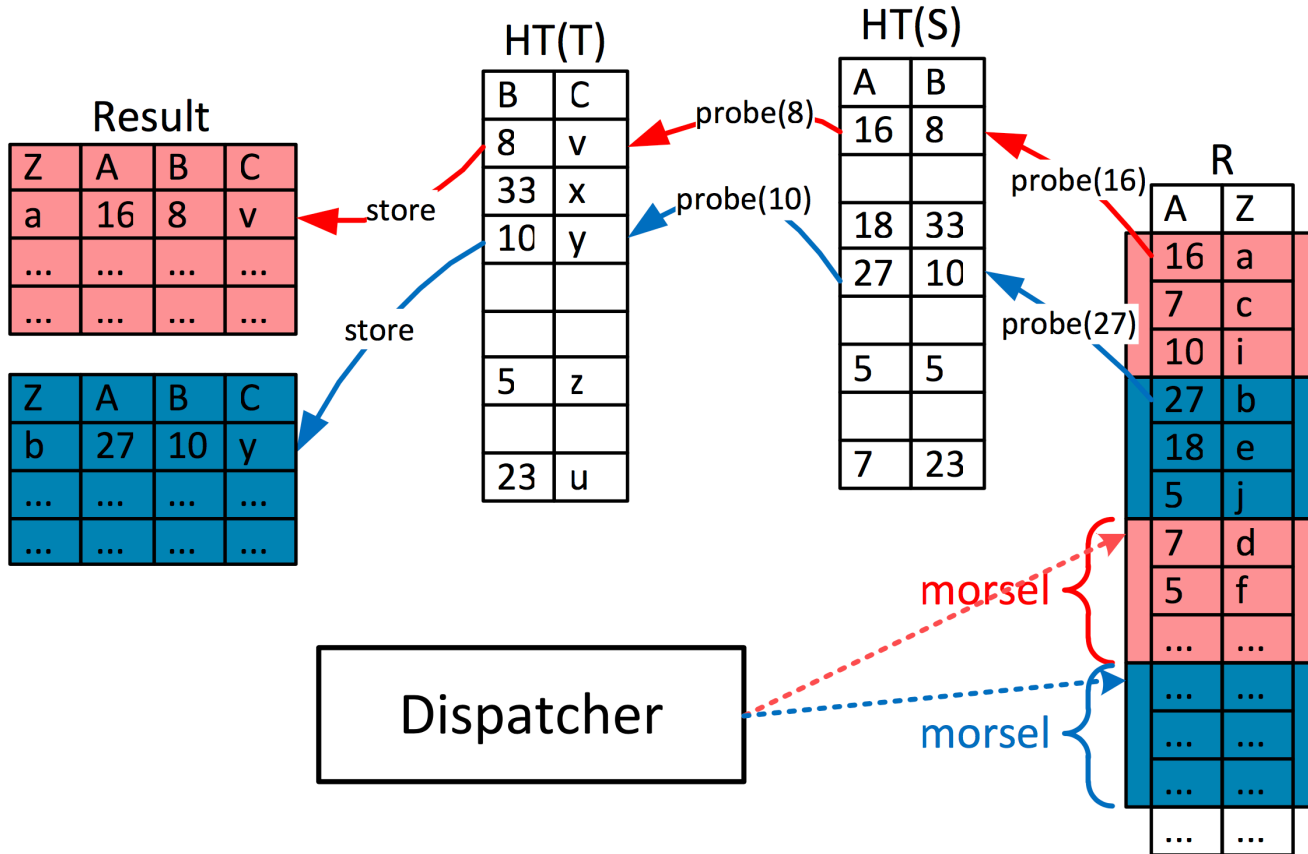 HT(S)
HT(T)
A B
B C
Result
probe(8)
16 8
8 v
R
Z A B C
probe(16)
33 x
probe(10)
A Z
a 16 8 v
store
18 33
10 y
16 a
... ... ... ...
27 10
7 c
... ... ... ...
store
probe(27)
10 i
5 z
5 5
Z A B C
27 b
b 27 10 y
7 23
18 e
23 u
... ... ... ...
5 j
... ... ... ...
7 d
morsel
5 f
... ...
Dispatcher
... ...
morsel
... ...
... ...
... ...